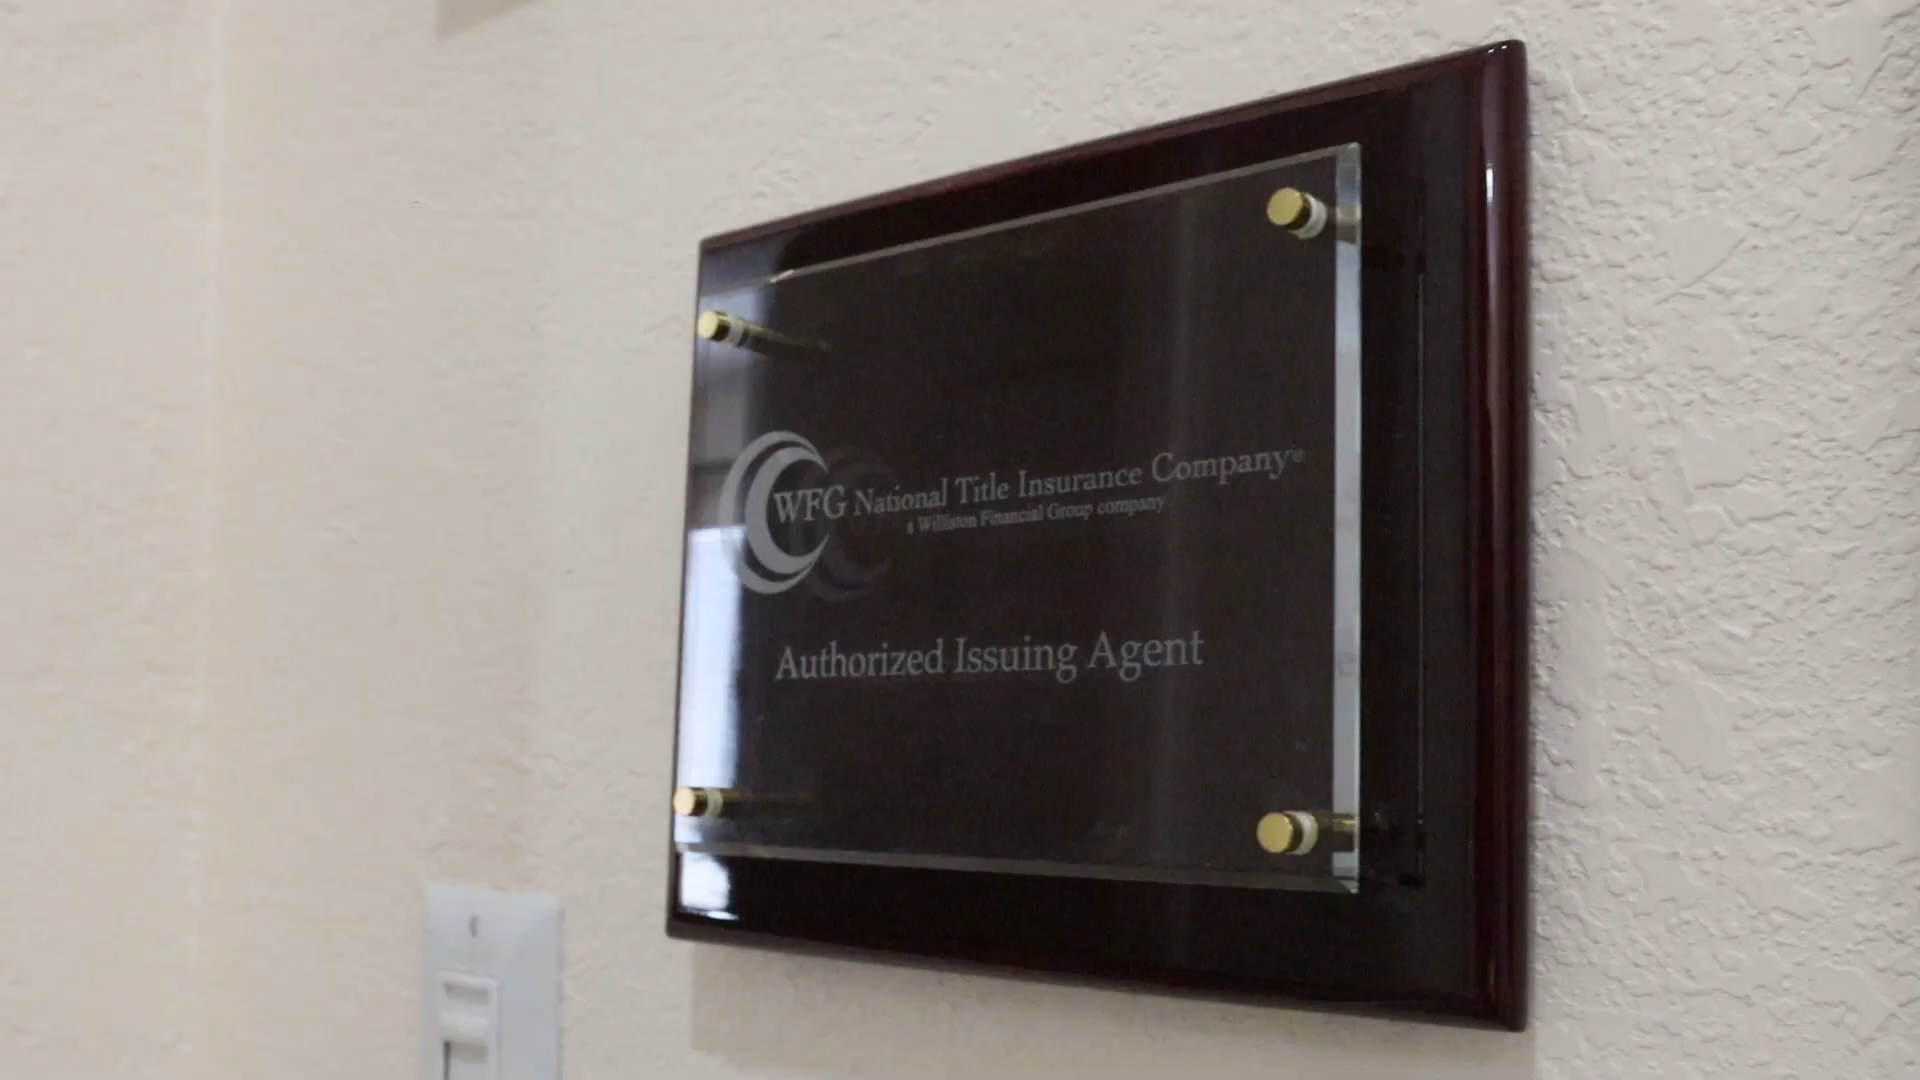 WFG National Title Insurance Company®
a Williston Financial Group company
Authorized Issuing Agent